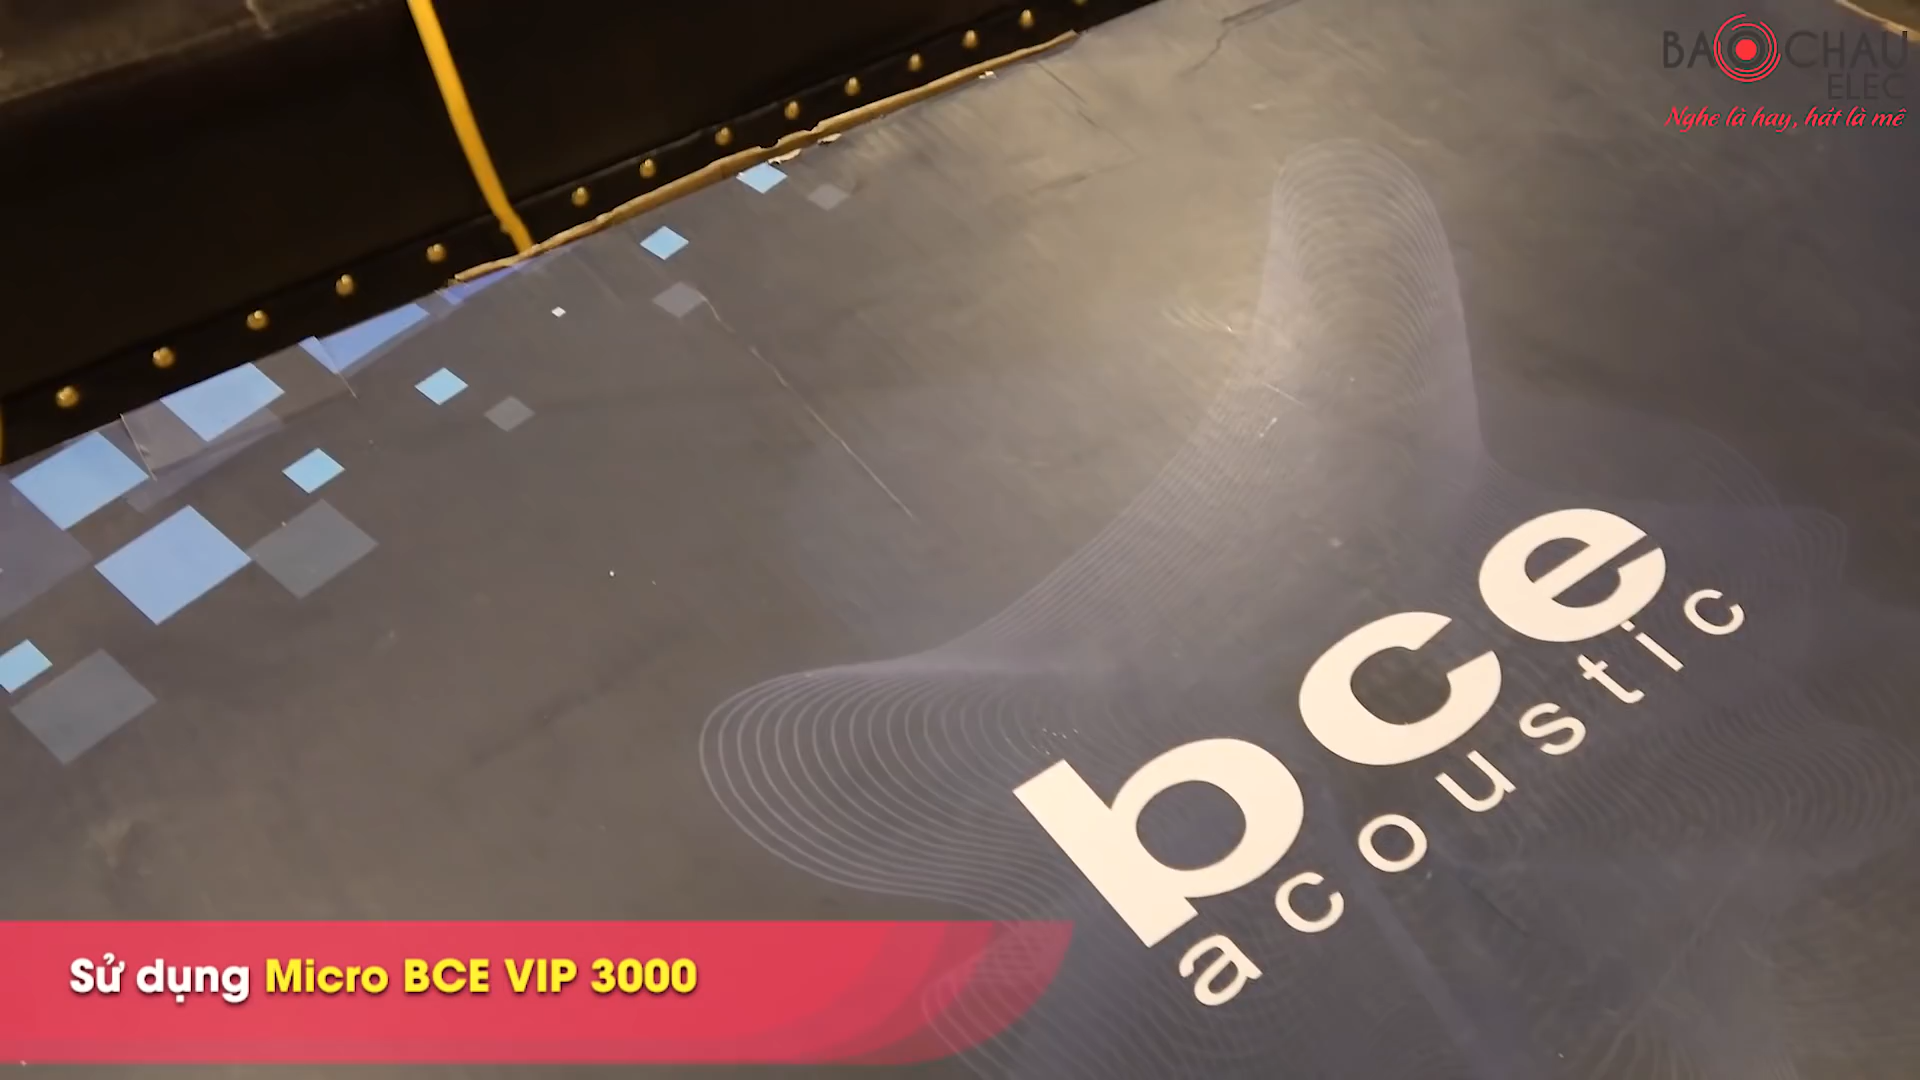 BAOCHAU
ELEC
Nghe là hay, hát là mê
bce
acoustic
Sử dụng Micro BCE VIP 3000